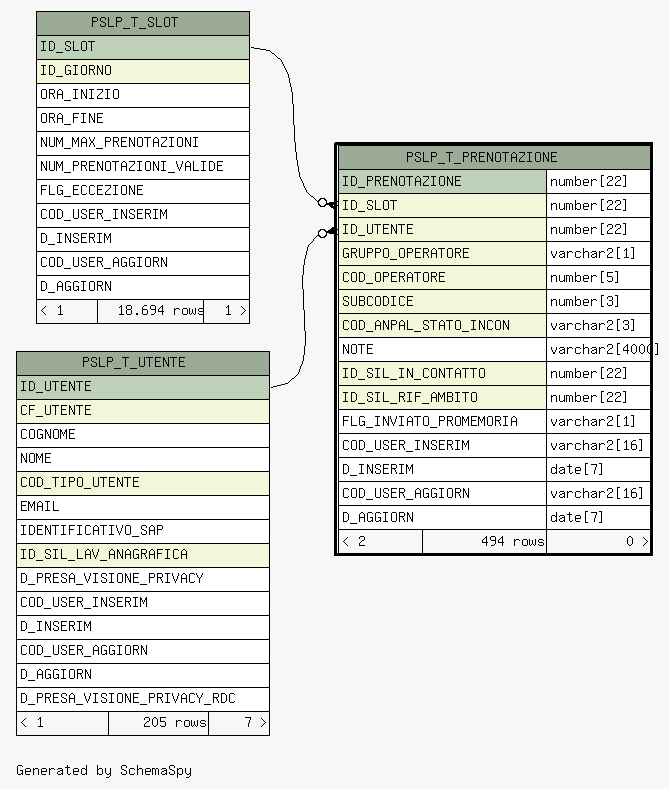 PSLP_T_SLOT
ID_SLOT
ID_GIORNO
ORA_INIZIO
ORA_FINE
NUM_MAX_PRENOTAZIONI
NUM_PRENOTAZIONI_VALIDE
FLG_ECCEZIONE
COD_USER_INSERIM
D_INSERIM
COD_USER_AGGIORN
D_AGGIORN
< 1 18.694 rows 1 >
PSLP_T_UTENTE
ID_UTENTE
CF_UTENTE
COGNOME
NOME
COD_TIPO_UTENTE
EMAIL
IDENTIFICATIVO_SAP
ID_SIL_LAV_ANAGRAFICA
D_PRESA_VISIONE_PRIVACY
COD_USER_INSERIM
D_INSERIM
COD_USER_AGGIORN
D_AGGIORN
D_PRESA_VISIONE_PRIVACY_RDC
< 1 205 rows 7 >
PSLP_T_PRENOTAZIONE
ID_PRENOTAZIONE number[22]
ID_SLOT number[22]
ID_UTENTE number[22]
GRUPPO_OPERATORE varchar2[1]
COD_OPERATORE number[5]
SUBCODICE number[3]
COD_ANPAL_STATO_INCON varchar2[3]
NOTE varchar2[4000]
ID_SIL_IN_CONTATTO number[22]
ID_SIL_RIF_AMBITO number[22]
FLG_INVIATO_PROMEMORIA varchar2[1]
COD_USER_INSERIM varchar2[16]
D_INSERIM date[7]
COD_USER_AGGIORN varchar2[16]
D_AGGIORN date[7]
< 2 494 rows 0 >
Generated by SchemaSpy